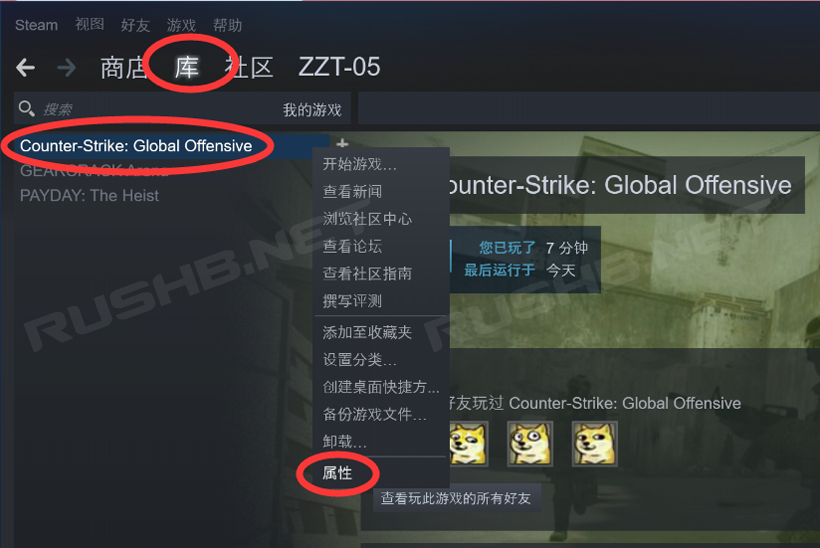 Steam 视图 好友 游戏 帮助
商店 库 社区 ZZT-05
搜索 我的游戏
Counter-Strike: Global Offensive
GEARCRACK Arena
PAYDAY: The Heist
开始游戏...
查看新闻
浏览社区中心
查看论坛
查看社区指南
撰写评测
添加至收藏夹
设置分类...
创建桌面快捷方...
备份游戏文件...
卸载...
属性
ounter-Strike: Global Offensive
您已玩了 7 分钟
最后运行于 今天
好友玩过 Counter-Strike: Global Offensive
查看玩此游戏的所有好友
RUSHB.NET
RUSHB.NET